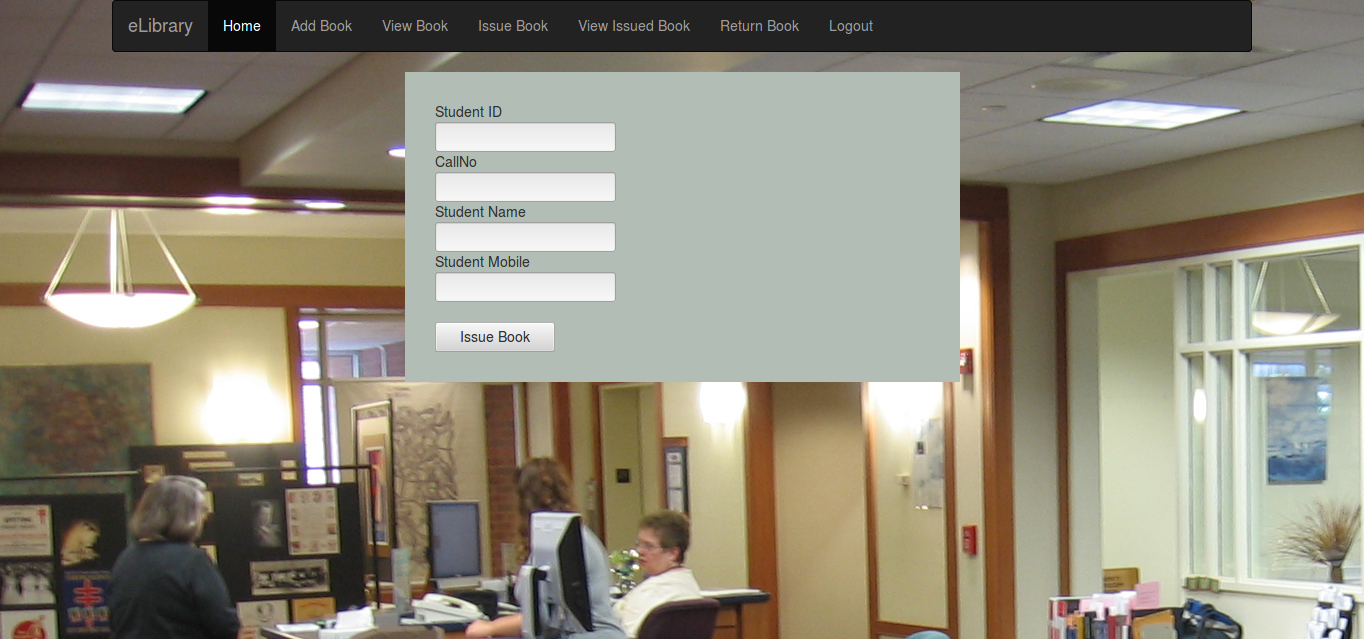 eLibrary Home Add Book View Book Issue Book View Issued Book Return Book Logout
Student ID
CallNo
Student Name
Student Mobile
Issue Book